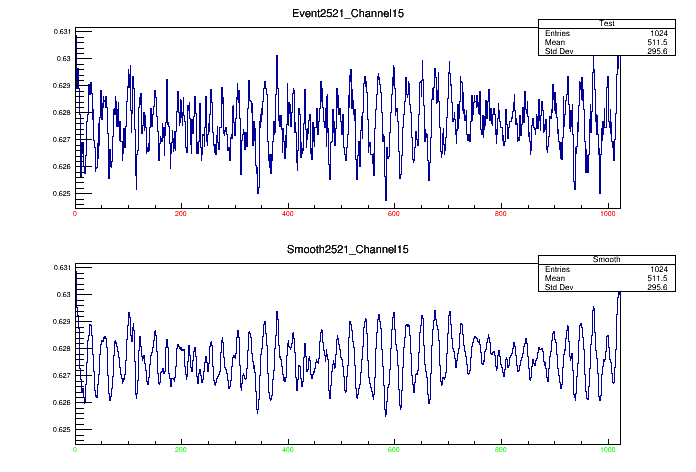 Event2521_Channel15
Test
Entries 1024
Mean 511.5
Std Dev 295.6
0.631
0.63
0.629
0.628
0.627
0.626
0.625
0 200 400 600 800 1000
Smooth2521_Channel15
Smooth
Entries 1024
Mean 511.5
Std Dev 295.6
0.631
0.63
0.629
0.628
0.627
0.626
0.625
0 200 400 600 800 1000